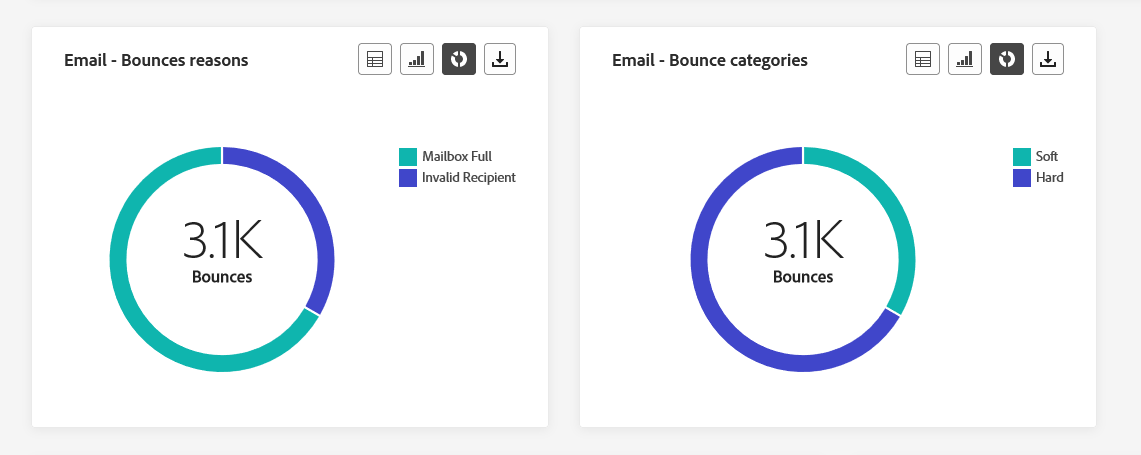 Email - Bounces reasons
Mailbox Full
Invalid Recipient
3.1K
Bounces
Email - Bounce categories
Soft
Hard
3.1K
Bounces